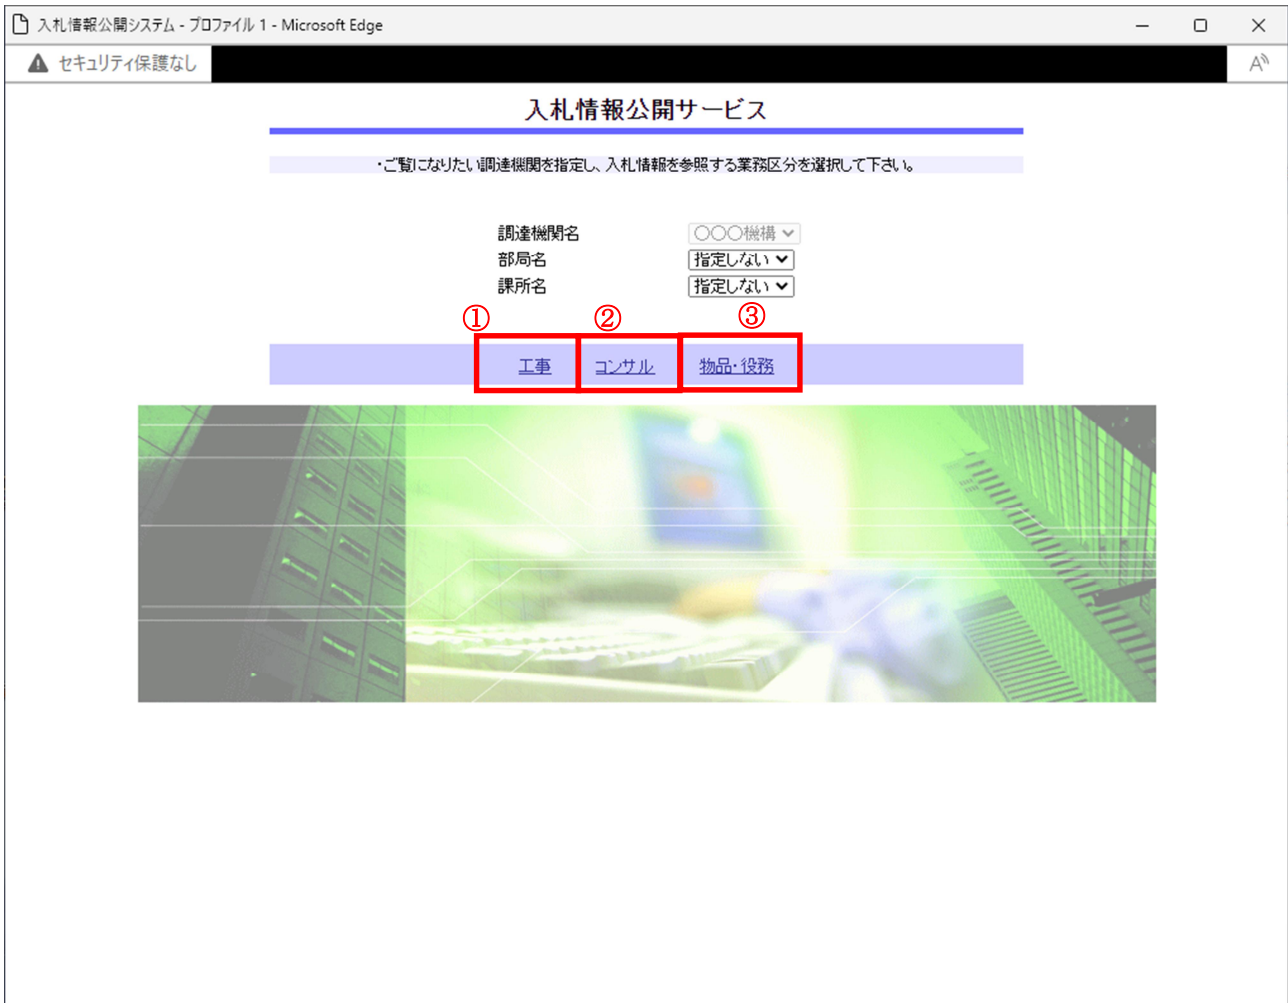 入札情報公開システム - プロファイル 1 - Microsoft Edge
セキュリティ保護なし
入札情報公開サービス
・ご覧になりたい調達機関を指定し、入札情報を参照する業務区分を選択して下さい。
調達機関名 〇〇〇機構
部局名 指定しない
課所名 指定しない
① ② ③
工事 コンサル 物品・役務